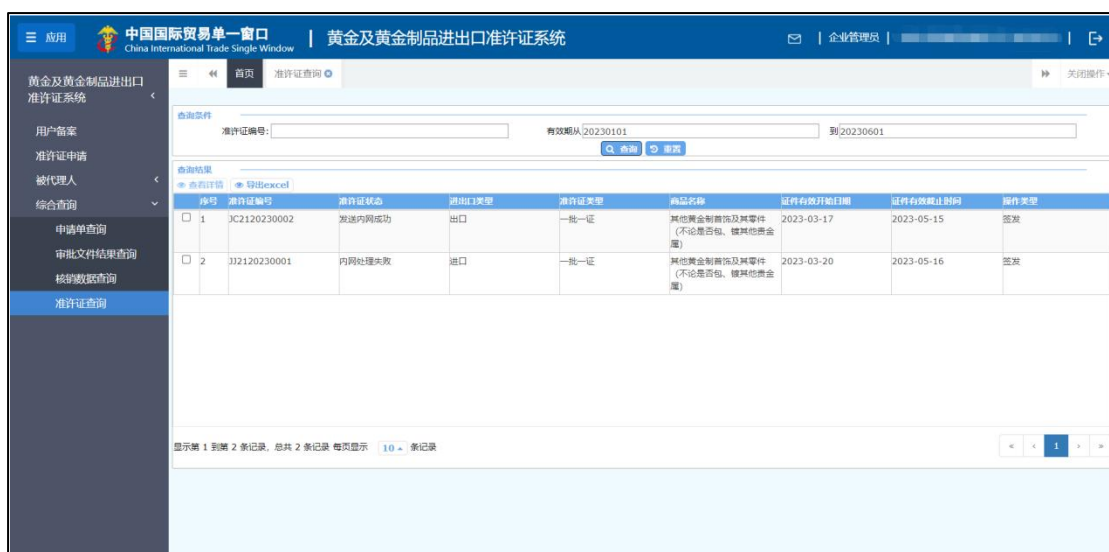 应用
中国国际贸易单一窗口
China International Trade Single Window
黄金及黄金制品进出口准许证系统
企业管理员
黄金及黄金制品进出口
准许证系统
用户备案
准许证申请
被代理人
综合查询
申请单查询
审批文件结果查询
核销数据查询
准许证查询
首页
准许证查询
关闭操作
查询条件
准许证编号:
有效期从 20230101
到 20230601
查询 重置
查询结果
查看详情 导出excel
序号 准许证编号 准许证状态 进出口类型 准许证类型 商品名称 证件有效开始日期 证件有效截止时间 操作类型
1 JC2120230002 发送内网成功 出口 一批一证 其他黄金制首饰及其零件 2023-03-17 2023-05-15 签发
(不论是否包、镀其他贵金
属)
2 JJ2120230001 内网处理失败 进口 一批一证 其他黄金制首饰及其零件 2023-03-20 2023-05-16 签发
(不论是否包、镀其他贵金
属)
显示第 1 到第 2 条记录, 总共 2 条记录 每页显示 10 条记录
« ‹ 1 › »